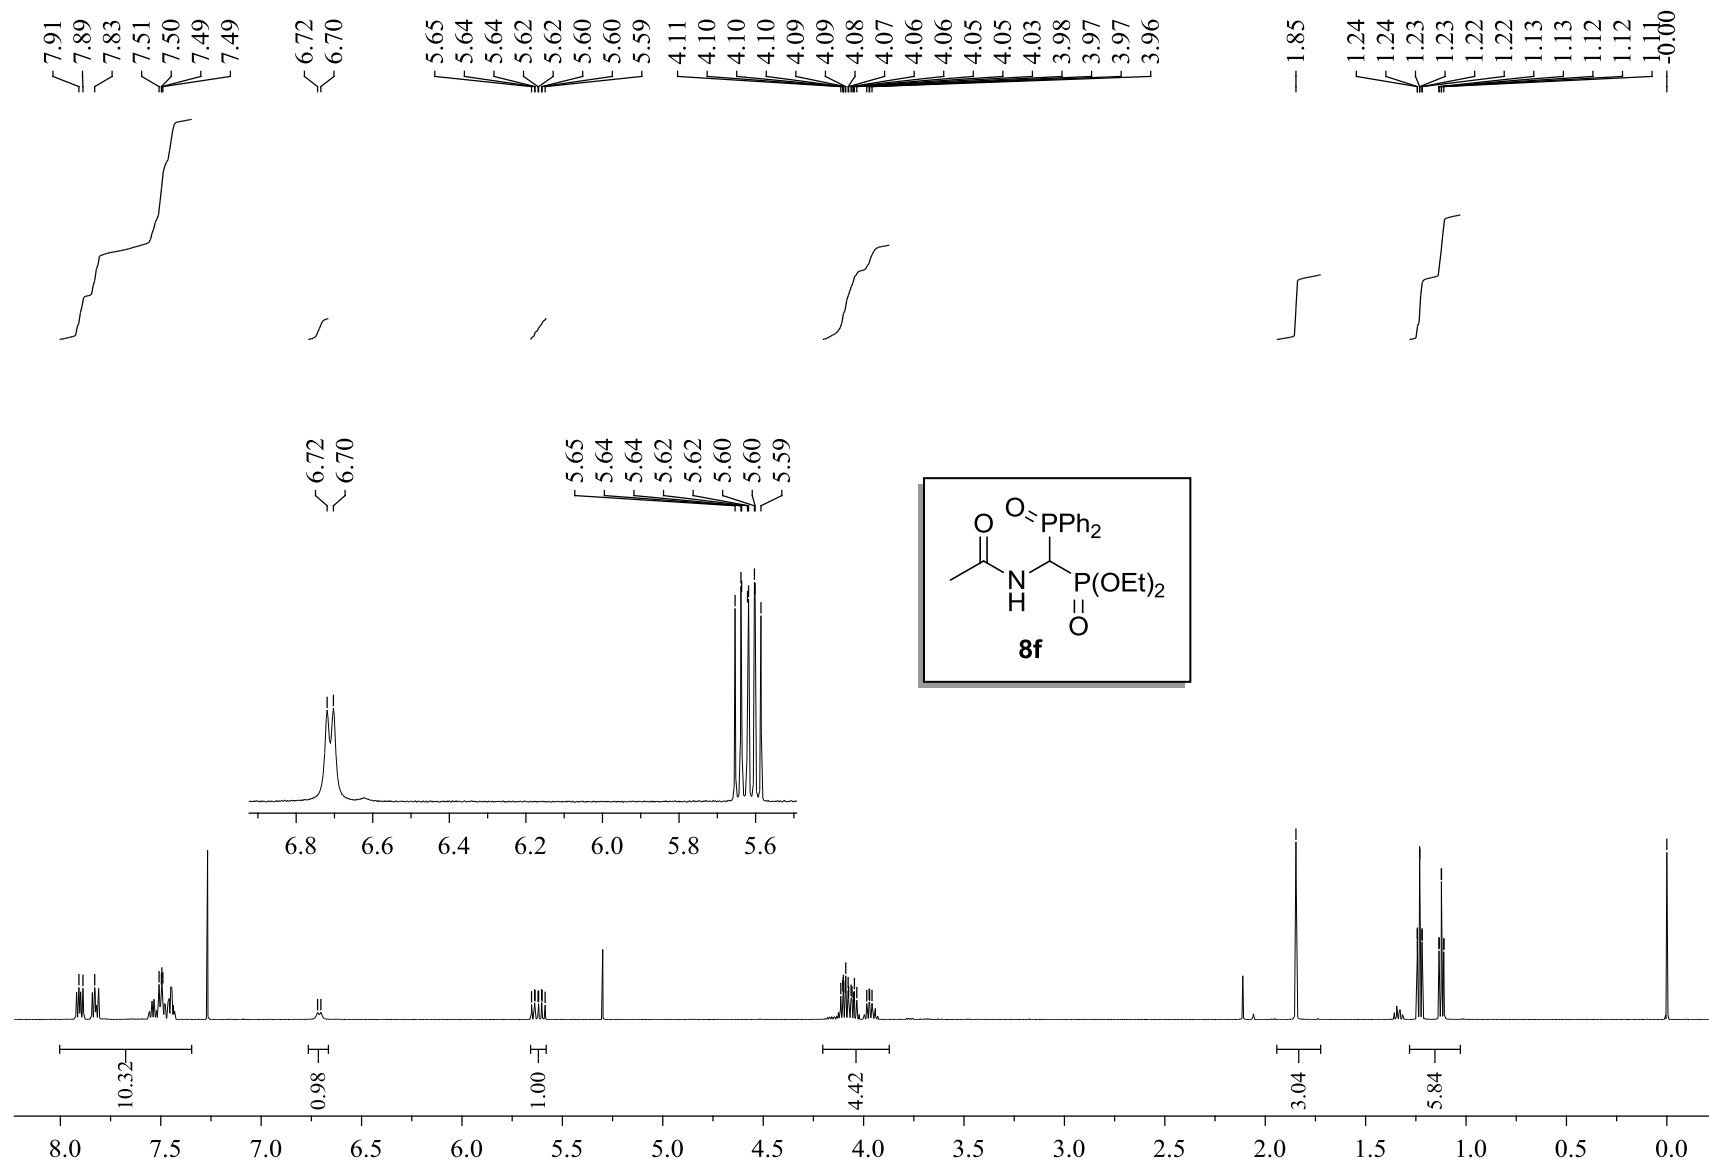 7.91 7.89 7.83 7.51 7.50 7.49 7.49 6.72 6.70 5.65 5.64 5.64 5.62 5.62 5.60 5.60 5.59 4.11 4.10 4.10 4.10 4.09 4.09 4.08 4.07 4.06 4.06 4.05 4.05 4.03 3.98 3.97 3.97 3.96 1.85 1.24 1.24 1.23 1.23 1.22 1.22 1.13 1.13 1.12 1.12 1.11 -0.00
6.72 6.70 5.65 5.64 5.64 5.62 5.62 5.60 5.60 5.59
O PPh2
O
N
H
P(OEt)2
O
8f
6.8 6.6 6.4 6.2 6.0 5.8 5.6
10.32 0.98 1.00 4.42 3.04 5.84
8.0 7.5 7.0 6.5 6.0 5.5 5.0 4.5 4.0 3.5 3.0 2.5 2.0 1.5 1.0 0.5 0.0